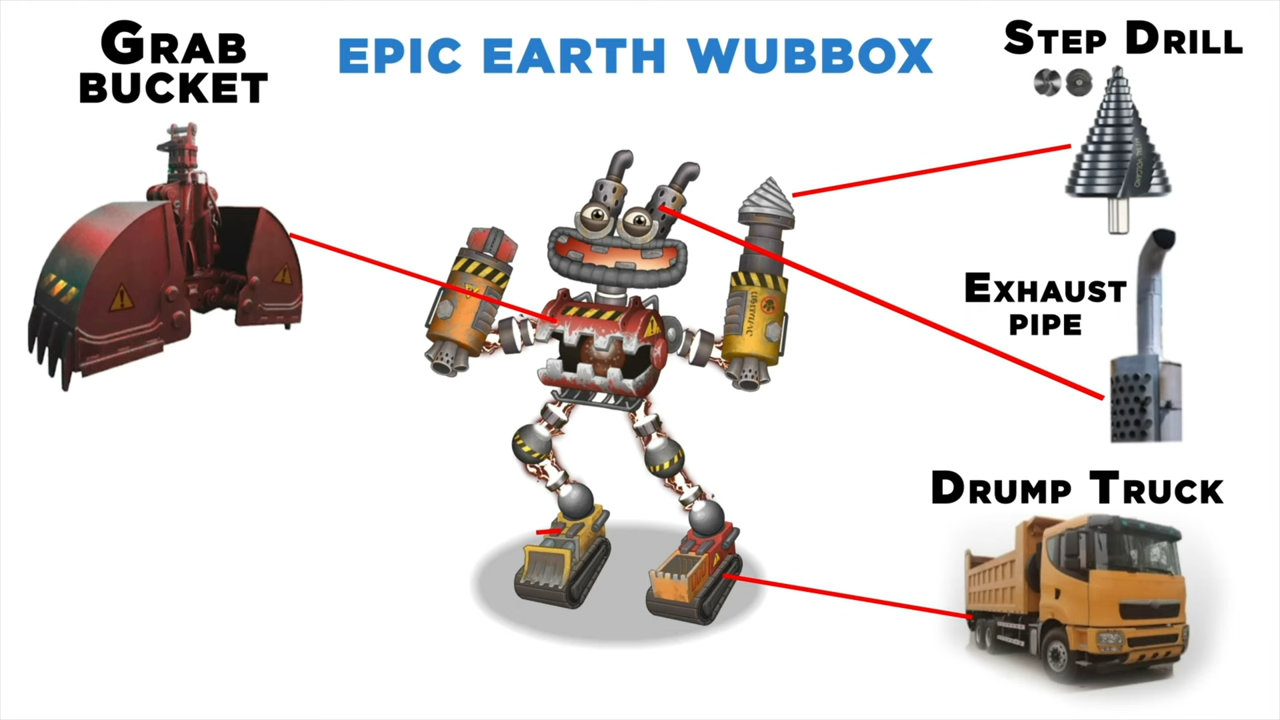 GRAB
BUCKET
EPIC EARTH WUBBOX
STEP DRILL
EXHAUST
PIPE
DRUMP TRUCK